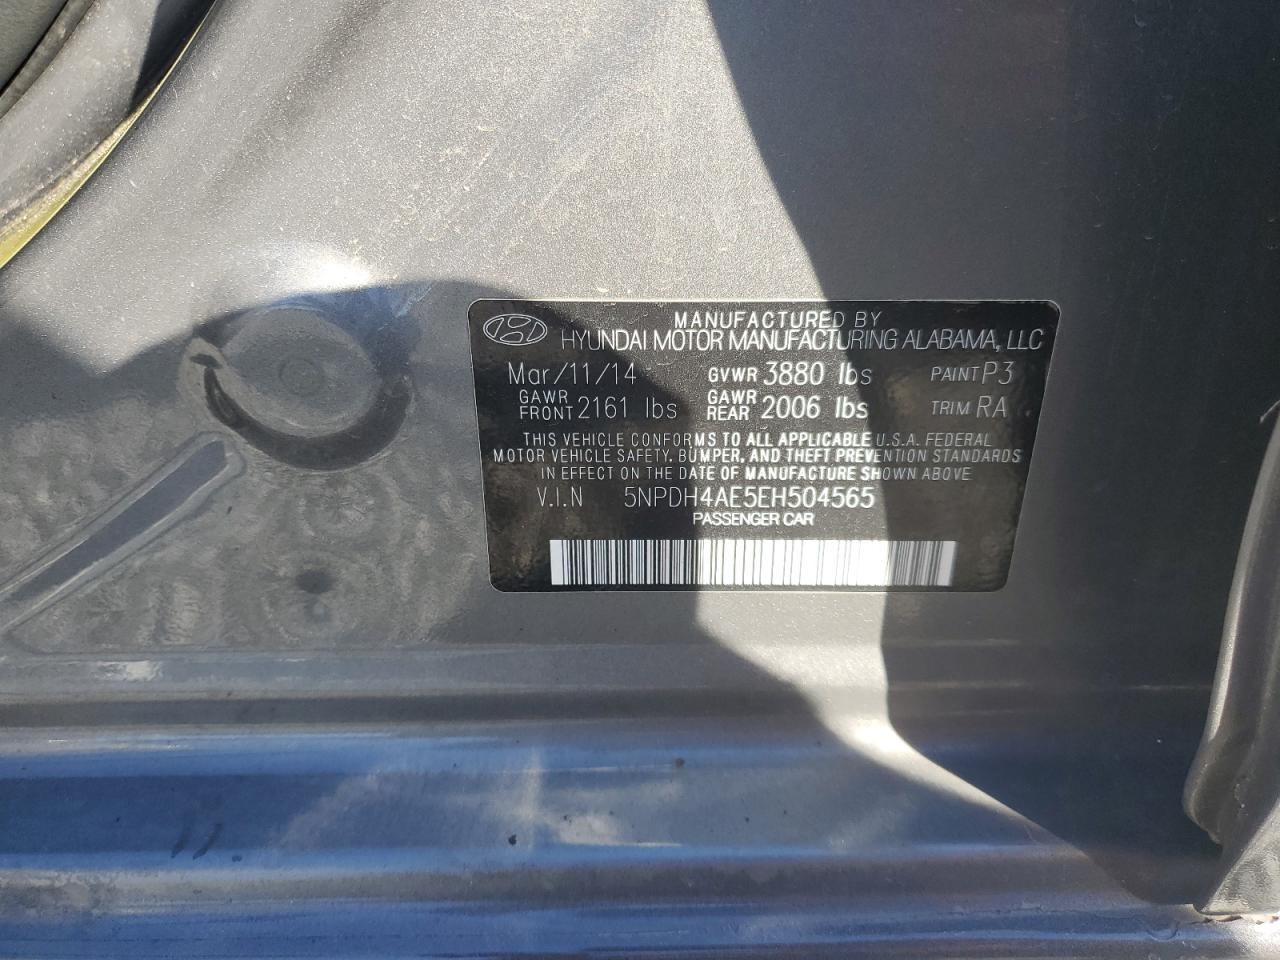 MANUFACTURED BY
HYUNDAI MOTOR MANUFACTURING ALABAMA, LLC
Mar/11/14 GVWR 3880 lbs PAINT P3
GAWR FRONT 2161 lbs GAWR REAR 2006 lbs TRIM RA
THIS VEHICLE CONFORMS TO ALL APPLICABLE U.S.A. FEDERAL
MOTOR VEHICLE SAFETY, BUMPER, AND THEFT PREVENTION STANDARDS
IN EFFECT ON THE DATE OF MANUFACTURE SHOWN ABOVE
V.I.N 5NPDH4AE5EH504565
PASSENGER CAR